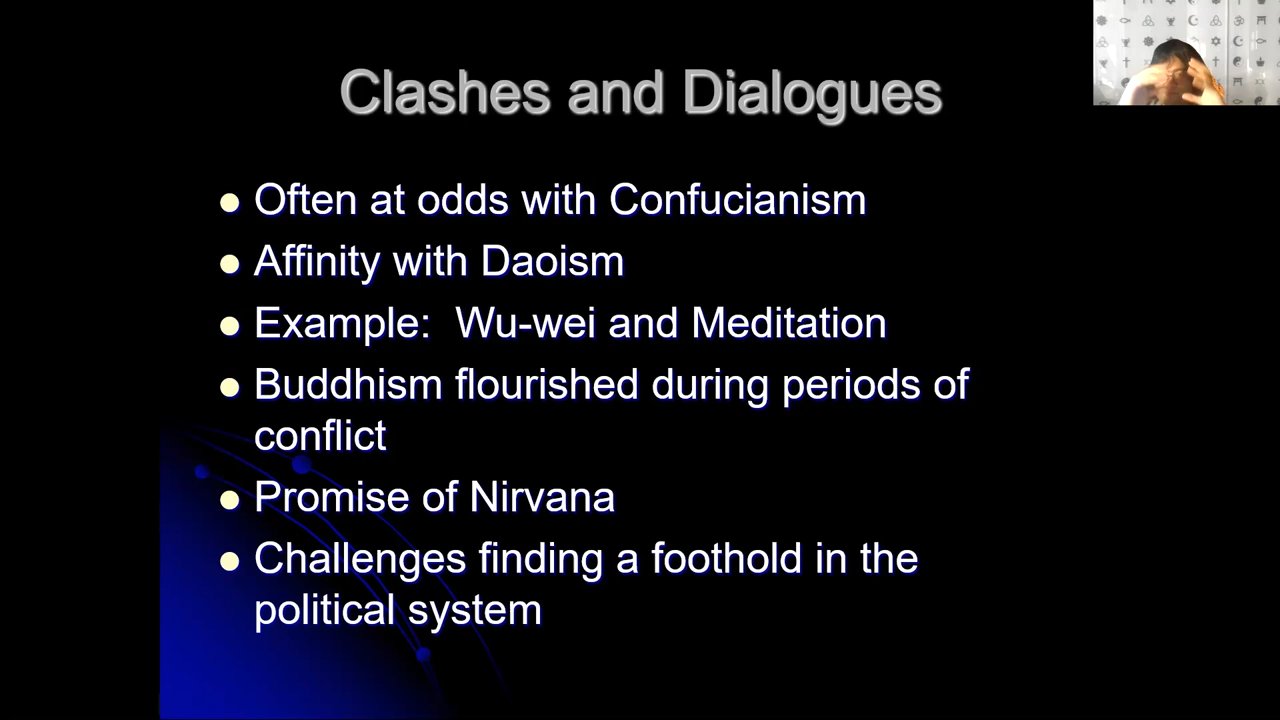 Clashes and Dialogues
Often at odds with Confucianism
Affinity with Daoism
Example:  Wu-wei and Meditation
Buddhism flourished during periods of
conflict
Promise of Nirvana
Challenges finding a foothold in the
political system